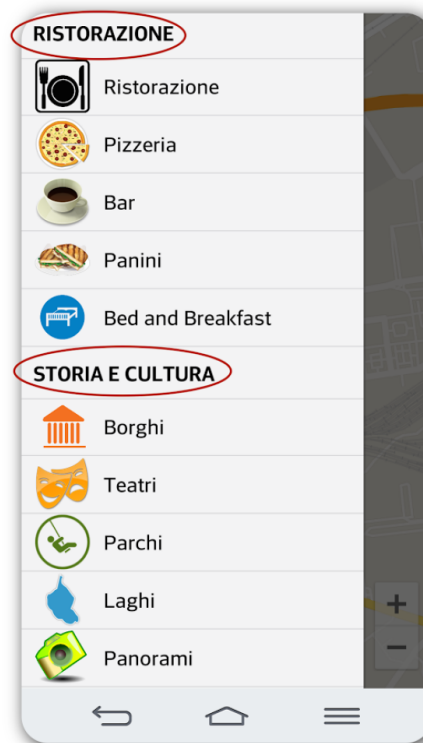 RISTORAZIONE
Ristorazione
Pizzeria
Bar
Panini
Bed and Breakfast
STORIA E CULTURA
Borghi
Teatri
Parchi
Laghi
Panorami
+
−